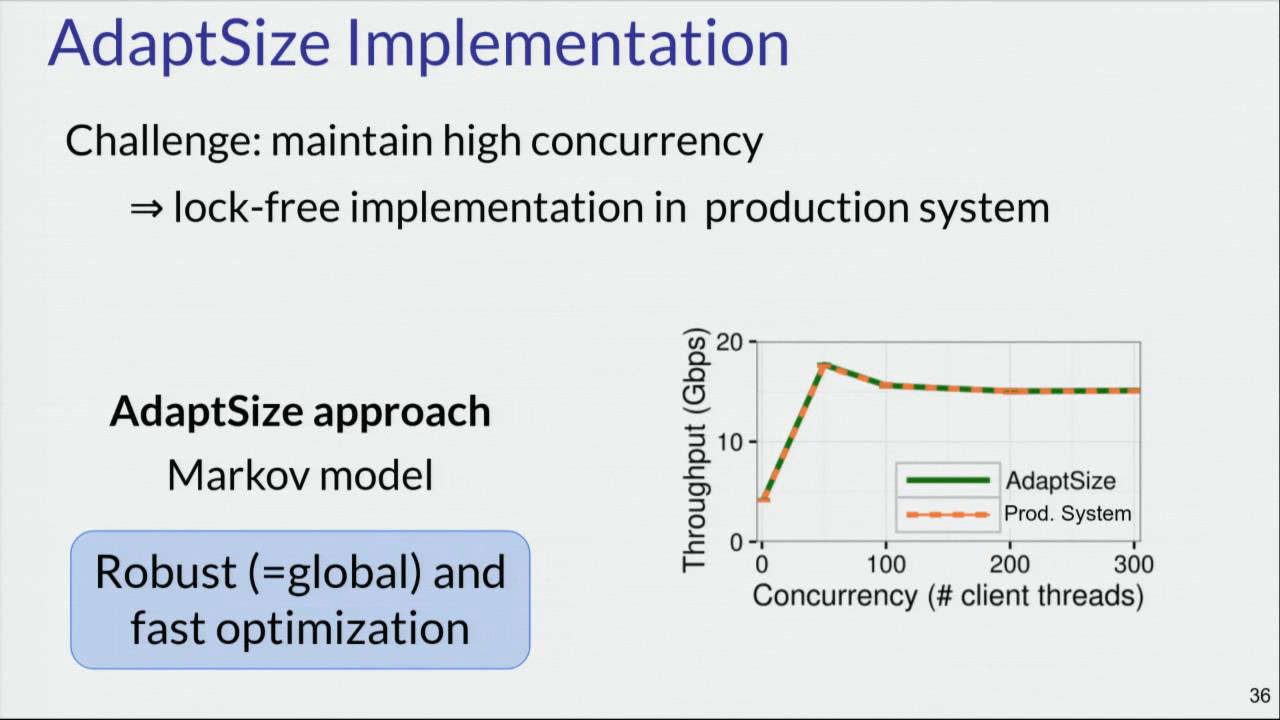 AdaptSize Implementation
Challenge: maintain high concurrency
⇒ lock-free implementation in production system
AdaptSize approach
Markov model
Robust (=global) and
fast optimization
Throughput (Gbps)
20
10
0
AdaptSize
Prod. System
0 100 200 300
Concurrency (# client threads)
36